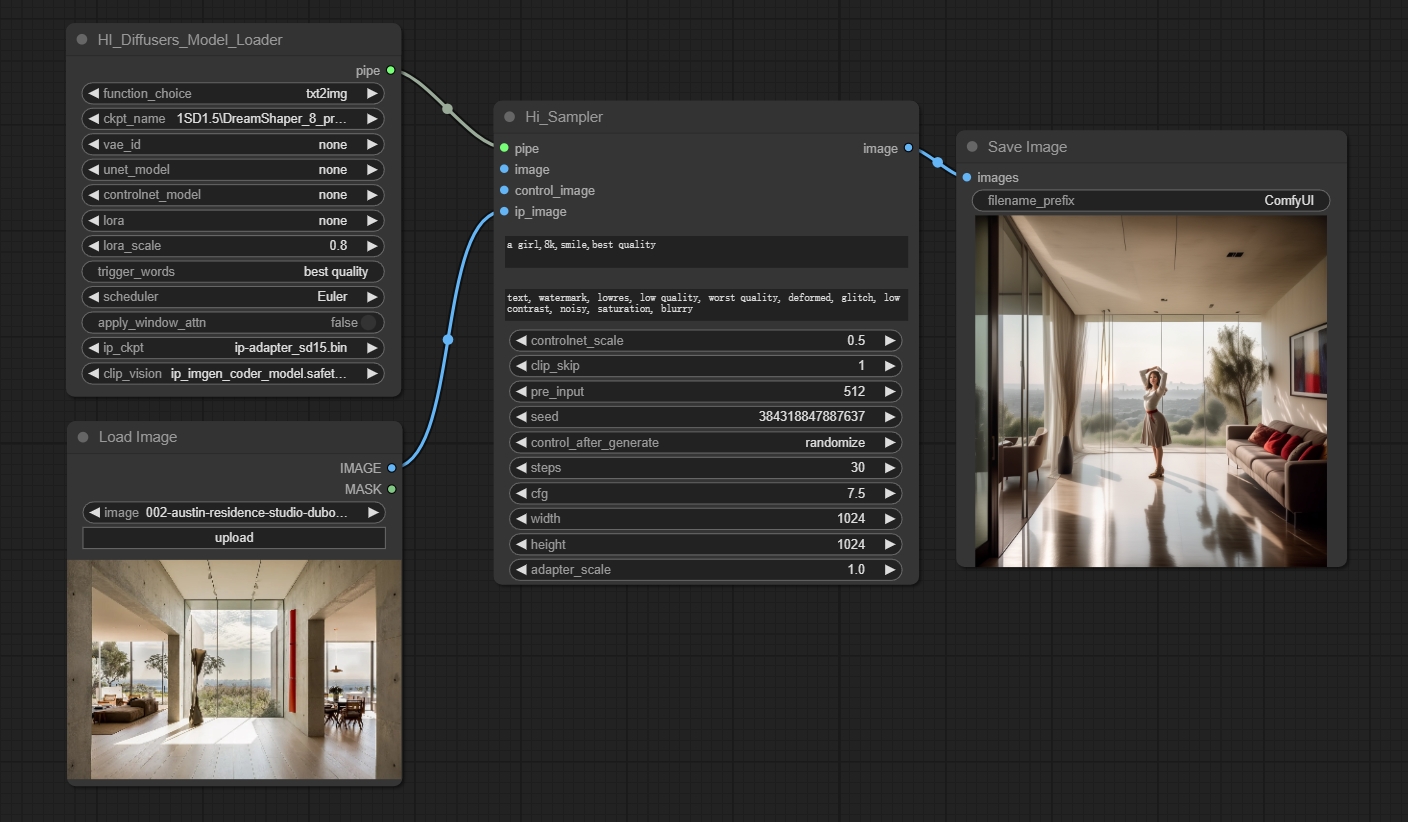 HI_Diffusers_Model_Loader
pipe
function_choice txt2img
ckpt_name 1SD1.5\DreamShaper_8_pr...
vae_id none
unet_model none
controlnet_model none
lora none
lora_scale 0.8
trigger_words best quality
scheduler Euler
apply_window_attn false
ip_ckpt ip-adapter_sd15.bin
clip_vision ip_imgen_coder_model.safet...
Load Image
IMAGE
MASK
image 002-austin-residence-studio-dubo...
upload
Hi_Sampler
pipe image
image
control_image
ip_image
a girl,8k,smile,best quality
text, watermark, lowres, low quality, worst quality, deformed, glitch, low
contrast, noisy, saturation, blurry
controlnet_scale 0.5
clip_skip 1
pre_input 512
seed 384318847887637
control_after_generate randomize
steps 30
cfg 7.5
width 1024
height 1024
adapter_scale 1.0
Save Image
images
filename_prefix ComfyUI